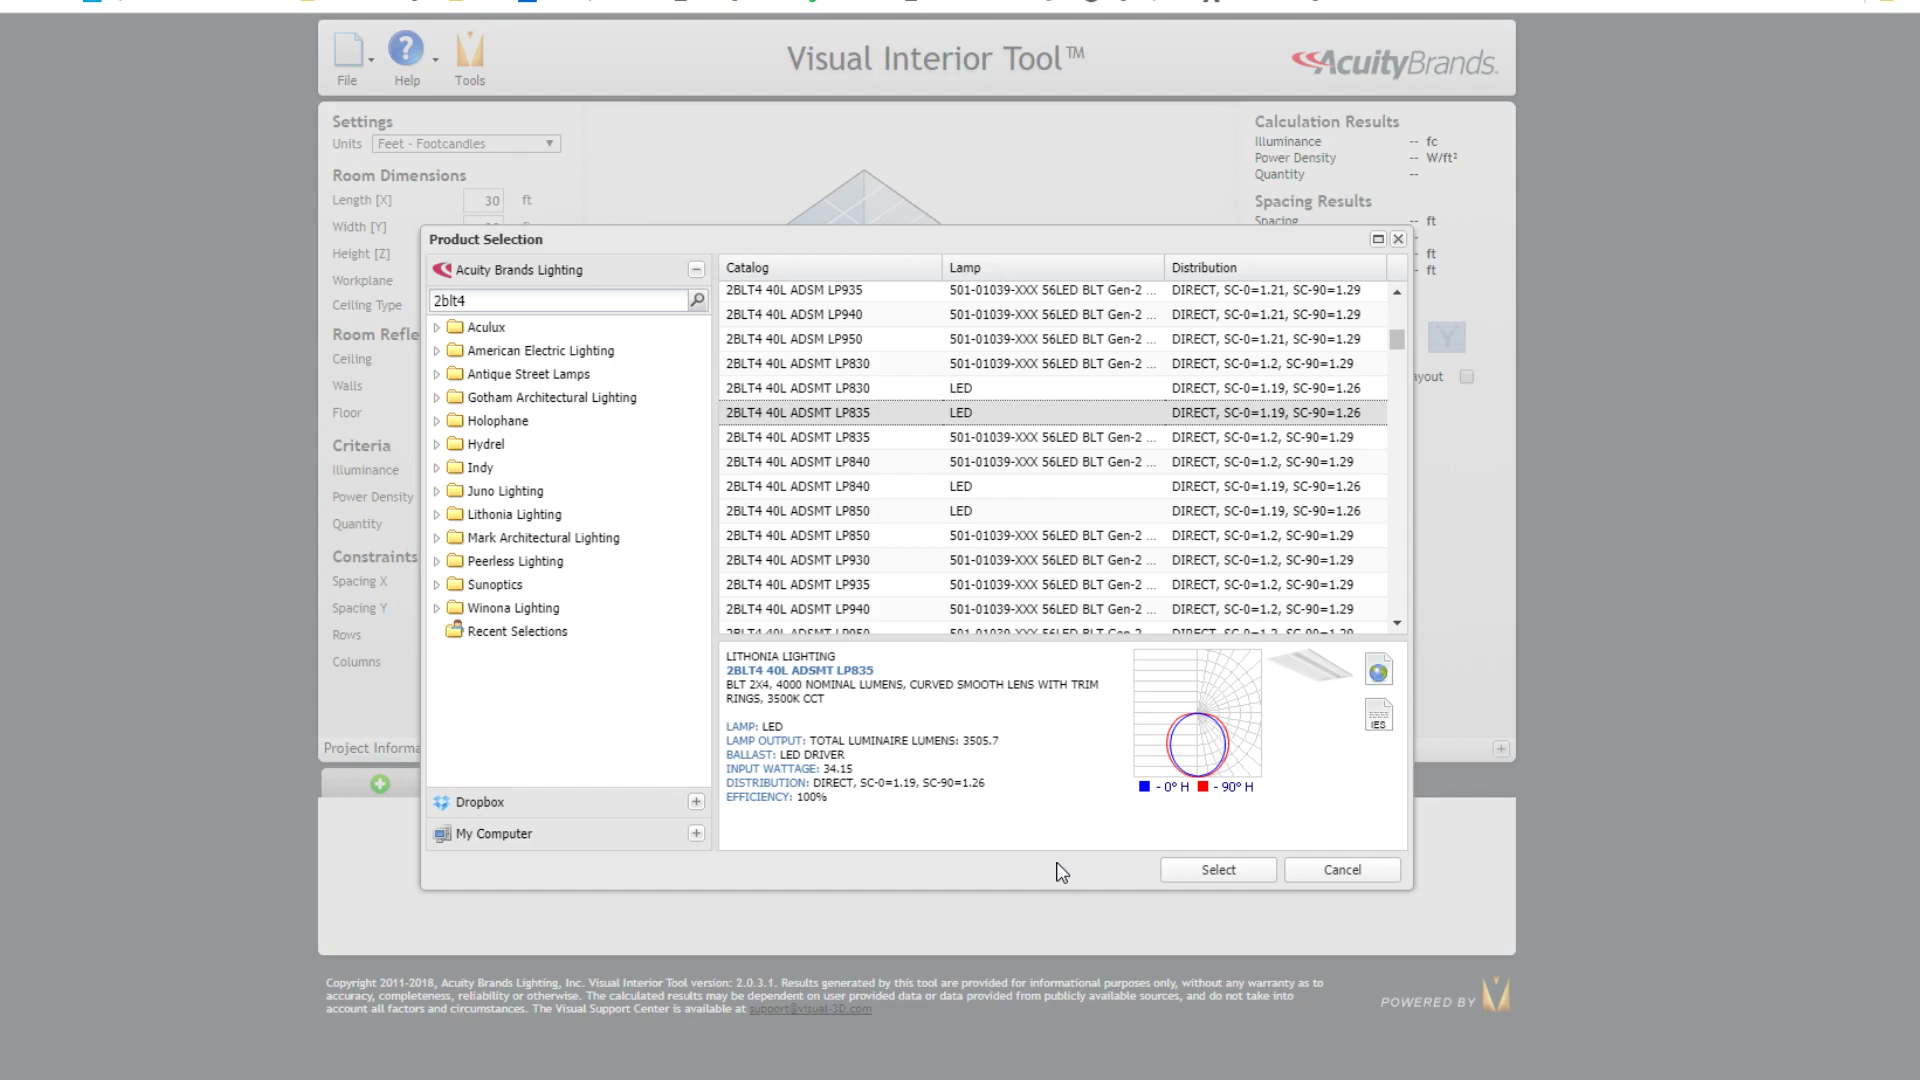 Visual Interior Tool™
AcuityBrands.
File
Help
Tools
Settings
Units Feet - Footcandles
Room Dimensions
Length [X] 30 ft
Width [Y]
Height [Z]
Workplane
Ceiling Type
Room Refle
Ceiling
Walls
Floor
Criteria
Illuminance
Power Density
Quantity
Constraints
Spacing X
Spacing Y
Rows
Columns
Project Informa
Calculation Results
Illuminance -- fc
Power Density -- W/ft²
Quantity --
Spacing Results
Spacing -- ft
-
- ft
- ft
Y
ayout
Product Selection
Acuity Brands Lighting
2blt4
Aculux
American Electric Lighting
Antique Street Lamps
Gotham Architectural Lighting
Holophane
Hydrel
Indy
Juno Lighting
Lithonia Lighting
Mark Architectural Lighting
Peerless Lighting
Sunoptics
Winona Lighting
Recent Selections
Dropbox
My Computer
Catalog Lamp Distribution
2BLT4 40L ADSM LP935 501-01039-XXX 56LED BLT Gen-2 ... DIRECT, SC-0=1.21, SC-90=1.29
2BLT4 40L ADSM LP940 501-01039-XXX 56LED BLT Gen-2 ... DIRECT, SC-0=1.21, SC-90=1.29
2BLT4 40L ADSM LP950 501-01039-XXX 56LED BLT Gen-2 ... DIRECT, SC-0=1.21, SC-90=1.29
2BLT4 40L ADSMT LP830 501-01039-XXX 56LED BLT Gen-2 ... DIRECT, SC-0=1.2, SC-90=1.29
2BLT4 40L ADSMT LP830 LED DIRECT, SC-0=1.19, SC-90=1.26
2BLT4 40L ADSMT LP835 LED DIRECT, SC-0=1.19, SC-90=1.26
2BLT4 40L ADSMT LP835 501-01039-XXX 56LED BLT Gen-2 ... DIRECT, SC-0=1.2, SC-90=1.29
2BLT4 40L ADSMT LP840 501-01039-XXX 56LED BLT Gen-2 ... DIRECT, SC-0=1.2, SC-90=1.29
2BLT4 40L ADSMT LP840 LED DIRECT, SC-0=1.19, SC-90=1.26
2BLT4 40L ADSMT LP850 LED DIRECT, SC-0=1.19, SC-90=1.26
2BLT4 40L ADSMT LP850 501-01039-XXX 56LED BLT Gen-2 ... DIRECT, SC-0=1.2, SC-90=1.29
2BLT4 40L ADSMT LP930 501-01039-XXX 56LED BLT Gen-2 ... DIRECT, SC-0=1.2, SC-90=1.29
2BLT4 40L ADSMT LP935 501-01039-XXX 56LED BLT Gen-2 ... DIRECT, SC-0=1.2, SC-90=1.29
2BLT4 40L ADSMT LP940 501-01039-XXX 56LED BLT Gen-2 ... DIRECT, SC-0=1.2, SC-90=1.29
2BLT4 40L ADSMT LP950 501-01039-XXX 56LED BLT Gen-2 DIRECT, SC-0=1.2, SC-90=1.29
LITHONIA LIGHTING
2BLT4 40L ADSMT LP835
BLT 2X4, 4000 NOMINAL LUMENS, CURVED SMOOTH LENS WITH TRIM
RINGS, 3500K CCT
LAMP: LED
LAMP OUTPUT: TOTAL LUMINAIRE LUMENS: 3505.7
BALLAST: LED DRIVER
INPUT WATTAGE: 34.15
DISTRIBUTION: DIRECT, SC-0=1.19, SC-90=1.26
EFFICIENCY: 100%
- 0° H - 90° H
IES
Select
Cancel
Copyright 2011-2018, Acuity Brands Lighting, Inc. Visual Interior Tool version: 2.0.3.1. Results generated by this tool are provided for informational purposes only, without any warranty as to
accuracy, completeness, reliability or otherwise. The calculated results may be dependent on user provided data or data provided from publicly available sources, and do not take into
account all factors and circumstances. The Visual Support Center is available at support@visual-3D.com
POWERED BY